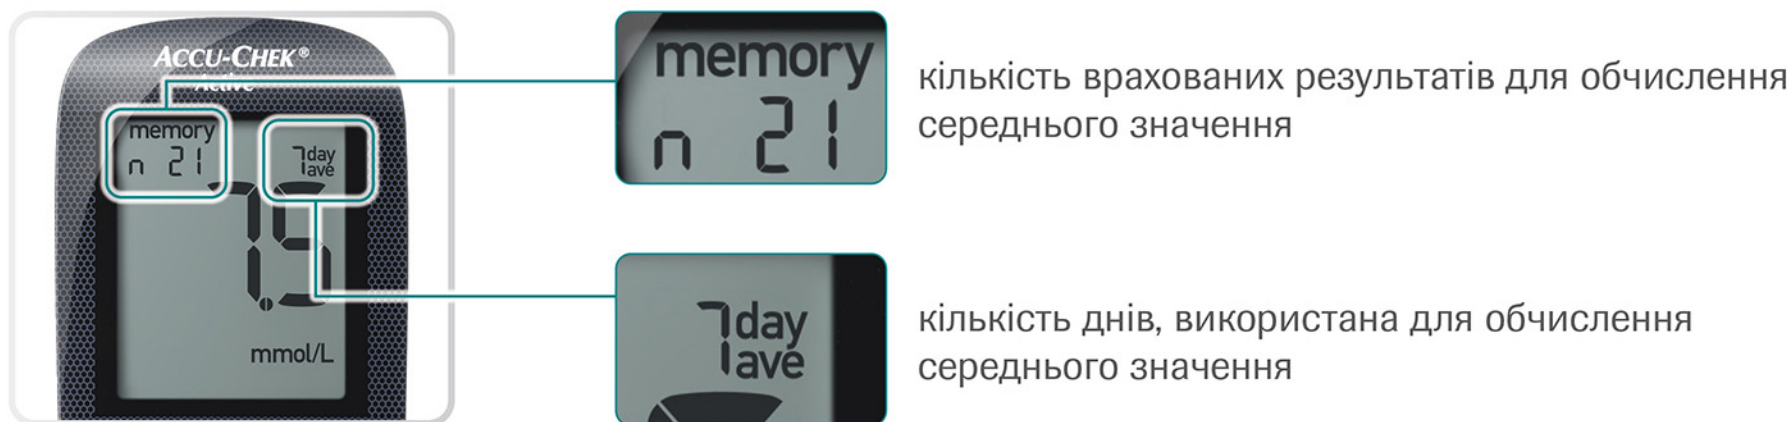 ACCU-CHEK®
Active
memory
n 21
7day
ave
7.5
mmol/L
memory
n 21
кількість врахованих результатів для обчислення
середнього значення
7day
ave
кількість днів, використана для обчислення
середнього значення